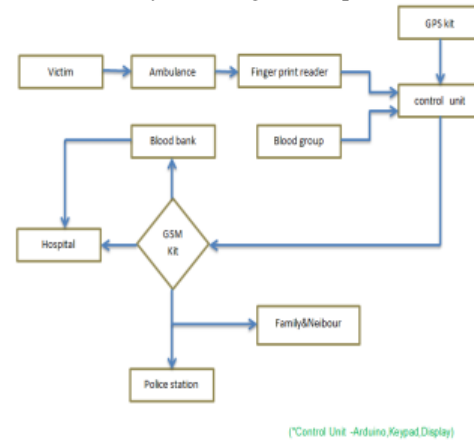 GPS kit
Victim
Ambulance
Finger print reader
control unit
Blood bank
Blood group
Hospital
GSM
Kit
Family&Neibour
Police station
(*Control Unit -Arduino,Keypad,Display)